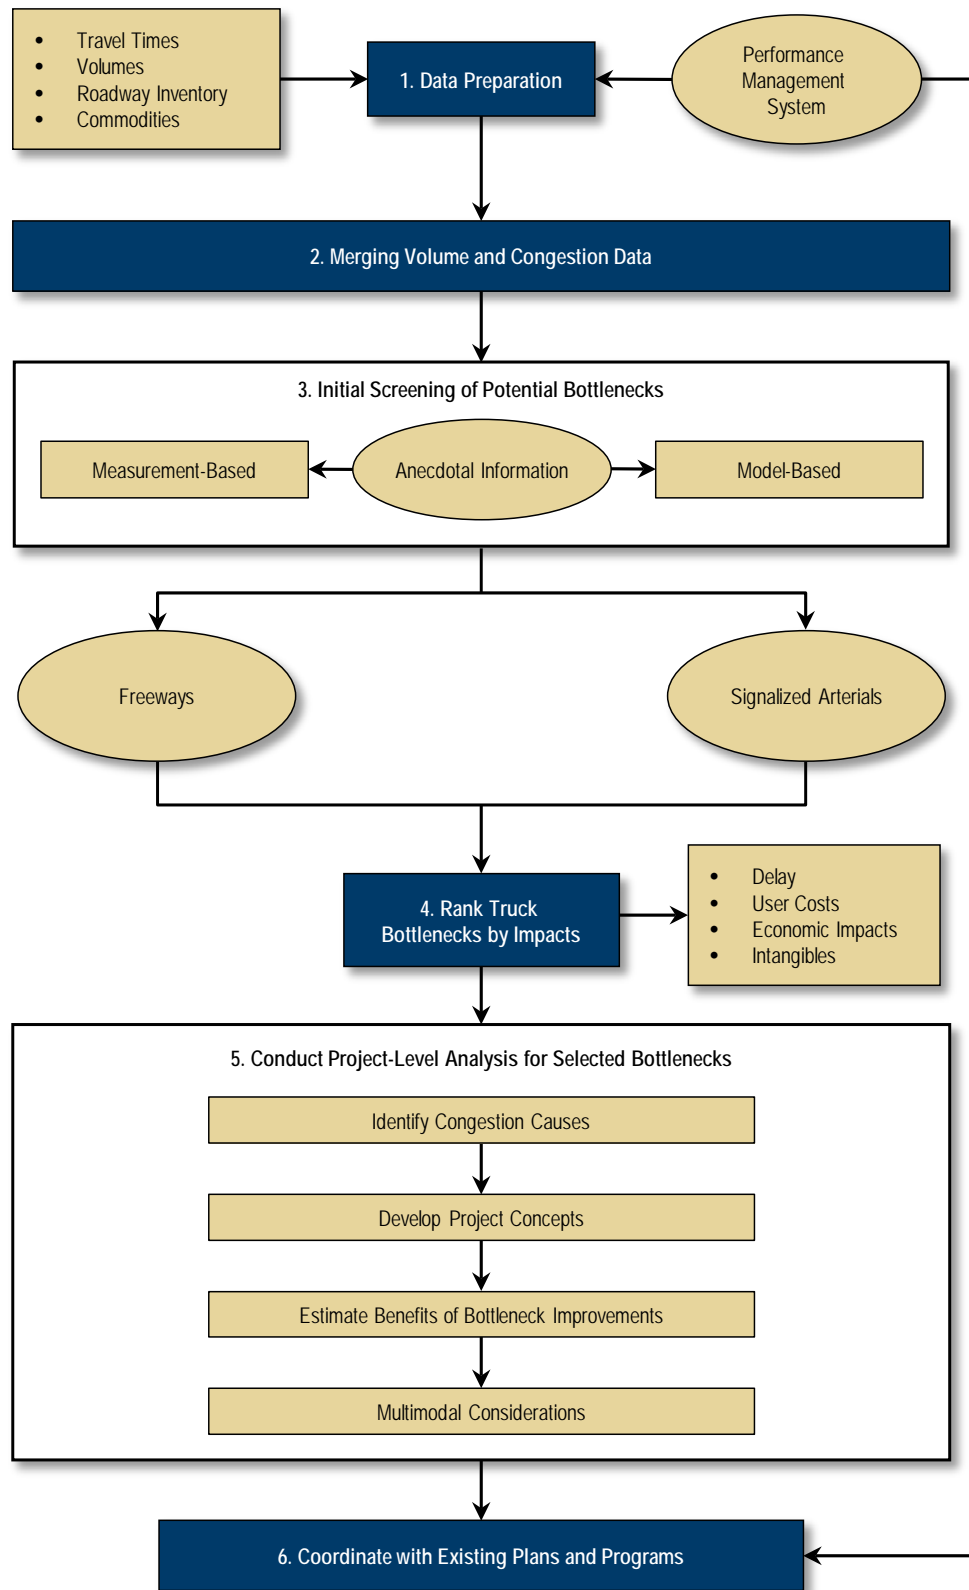 • Travel Times
• Volumes
• Roadway Inventory
• Commodities
1. Data Preparation
Performance
Management
System
2. Merging Volume and Congestion Data
3. Initial Screening of Potential Bottlenecks
Measurement-Based
Anecdotal Information
Model-Based
Freeways
Signalized Arterials
4. Rank Truck
Bottlenecks by Impacts
• Delay
• User Costs
• Economic Impacts
• Intangibles
5. Conduct Project-Level Analysis for Selected Bottlenecks
Identify Congestion Causes
Develop Project Concepts
Estimate Benefits of Bottleneck Improvements
Multimodal Considerations
6. Coordinate with Existing Plans and Programs